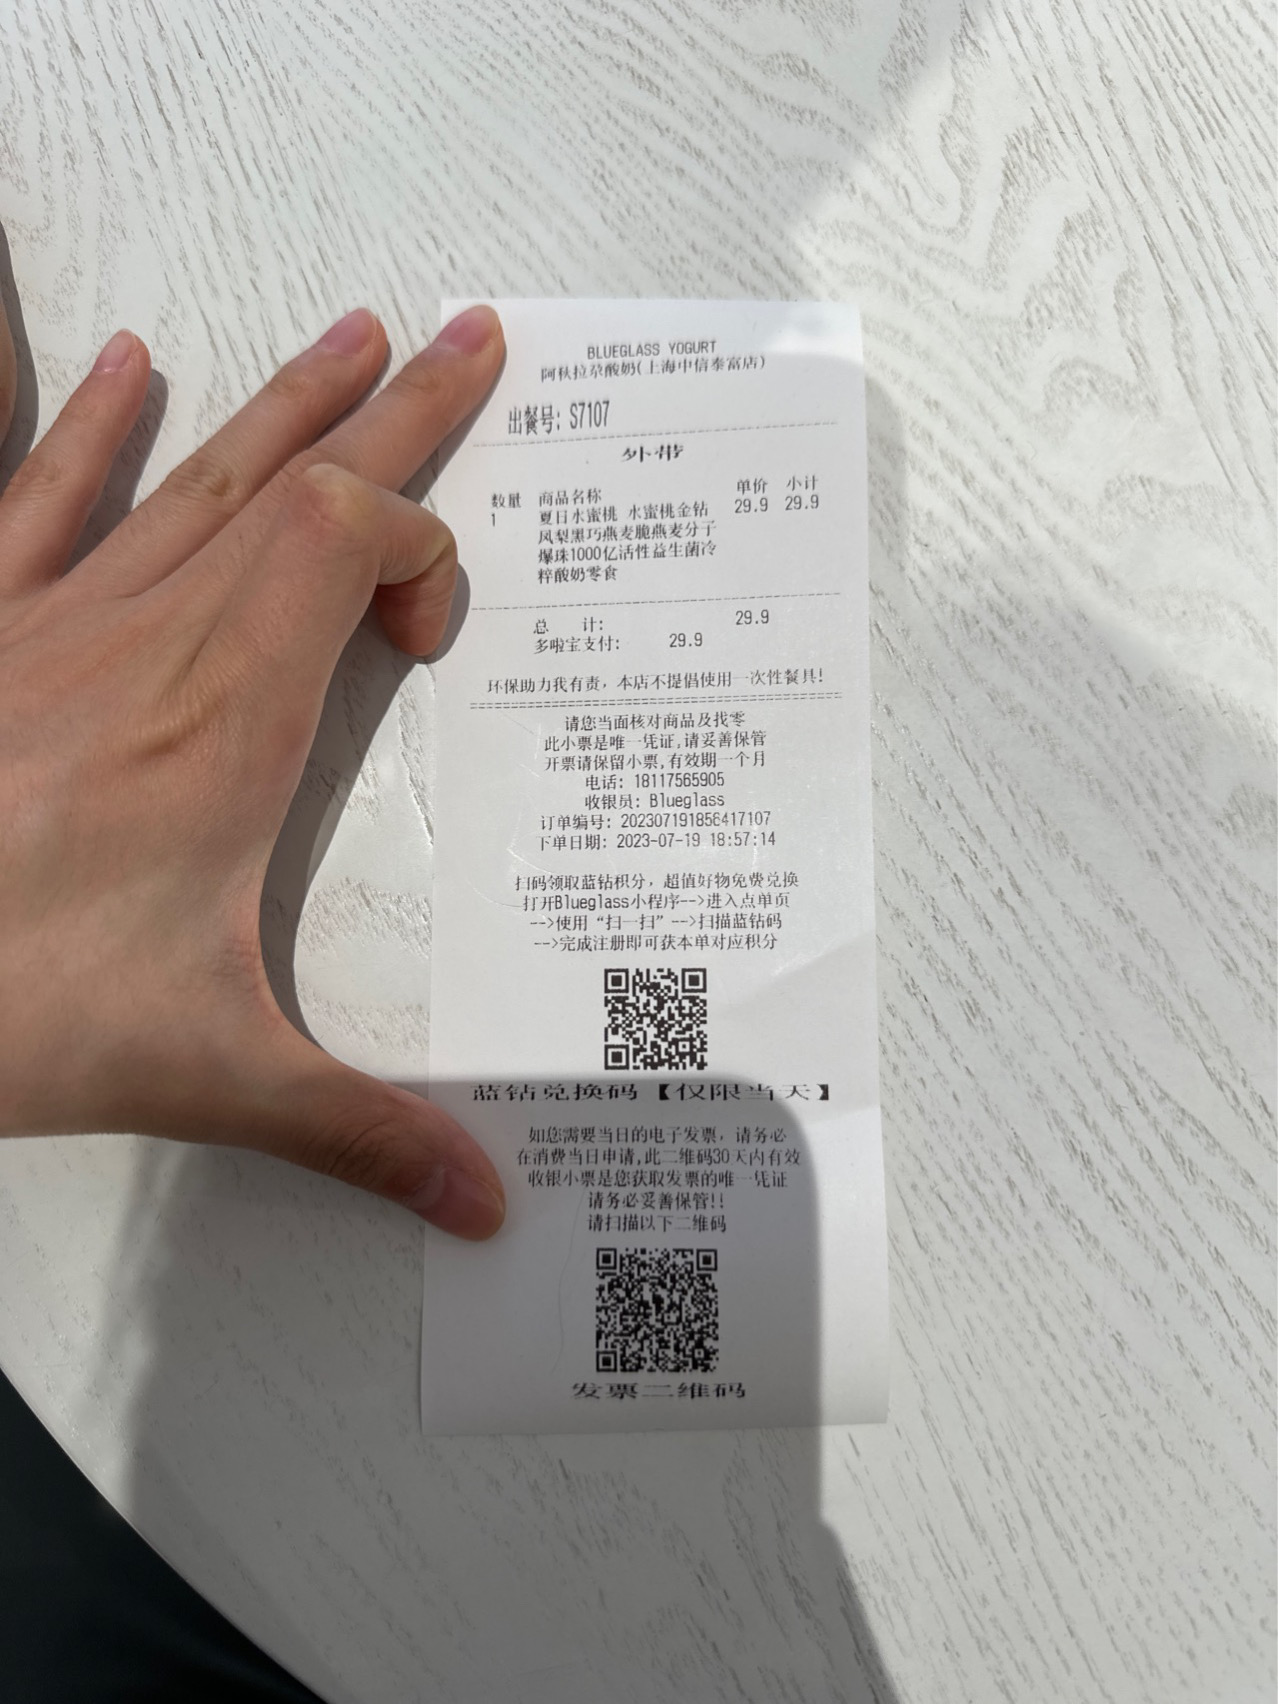 BLUEGLASS YOGURT
阿秋拉尕酸奶(上海中信泰富店)
出餐号: S7107
外带
数量 商品名称 单价 小计
1 夏日水蜜桃 水蜜桃金钻 29.9 29.9
凤梨黑巧燕麦脆燕麦分子
爆珠1000亿活性益生菌冷
粹酸奶零食
总 计: 29.9
多啦宝支付: 29.9
环保助力我有责，本店不提倡使用一次性餐具!
请您当面核对商品及找零
此小票是唯一凭证,请妥善保管
开票请保留小票,有效期一个月
电话: 18117565905
收银员: Blueglass
订单编号: 202307191856417107
下单日期: 2023-07-19 18:57:14
扫码领取蓝钻积分，超值好物免费兑换
打开Blueglass小程序-->进入点单页
-->使用“扫一扫”-->扫描蓝钻码
-->完成注册即可获本单对应积分
蓝钻兑换码【仅限当天】
如您需要当日的电子发票，请务必
在消费当日申请,此二维码30天内有效
收银小票是您获取发票的唯一凭证
请务必妥善保管!!
请扫描以下二维码
发票二维码